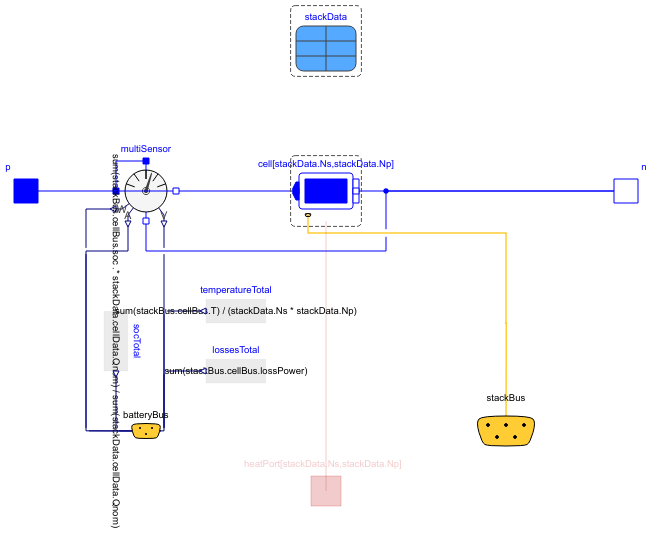 stackData
multiSensor
p
cell[stackData.Ns,stackData.Np]
n
temperatureTotal
sum(stackBus.cellBus.T) / (stackData.Ns * stackData.Np)
socTotal
sum(stackBus.cellBus.soc .* stackData.cellData.Qnom) / sum(stackData.cellData.Qnom)
lossesTotal
sum(stackBus.cellBus.lossPower)
batteryBus
stackBus
heatPort[stackData.Ns,stackData.Np]